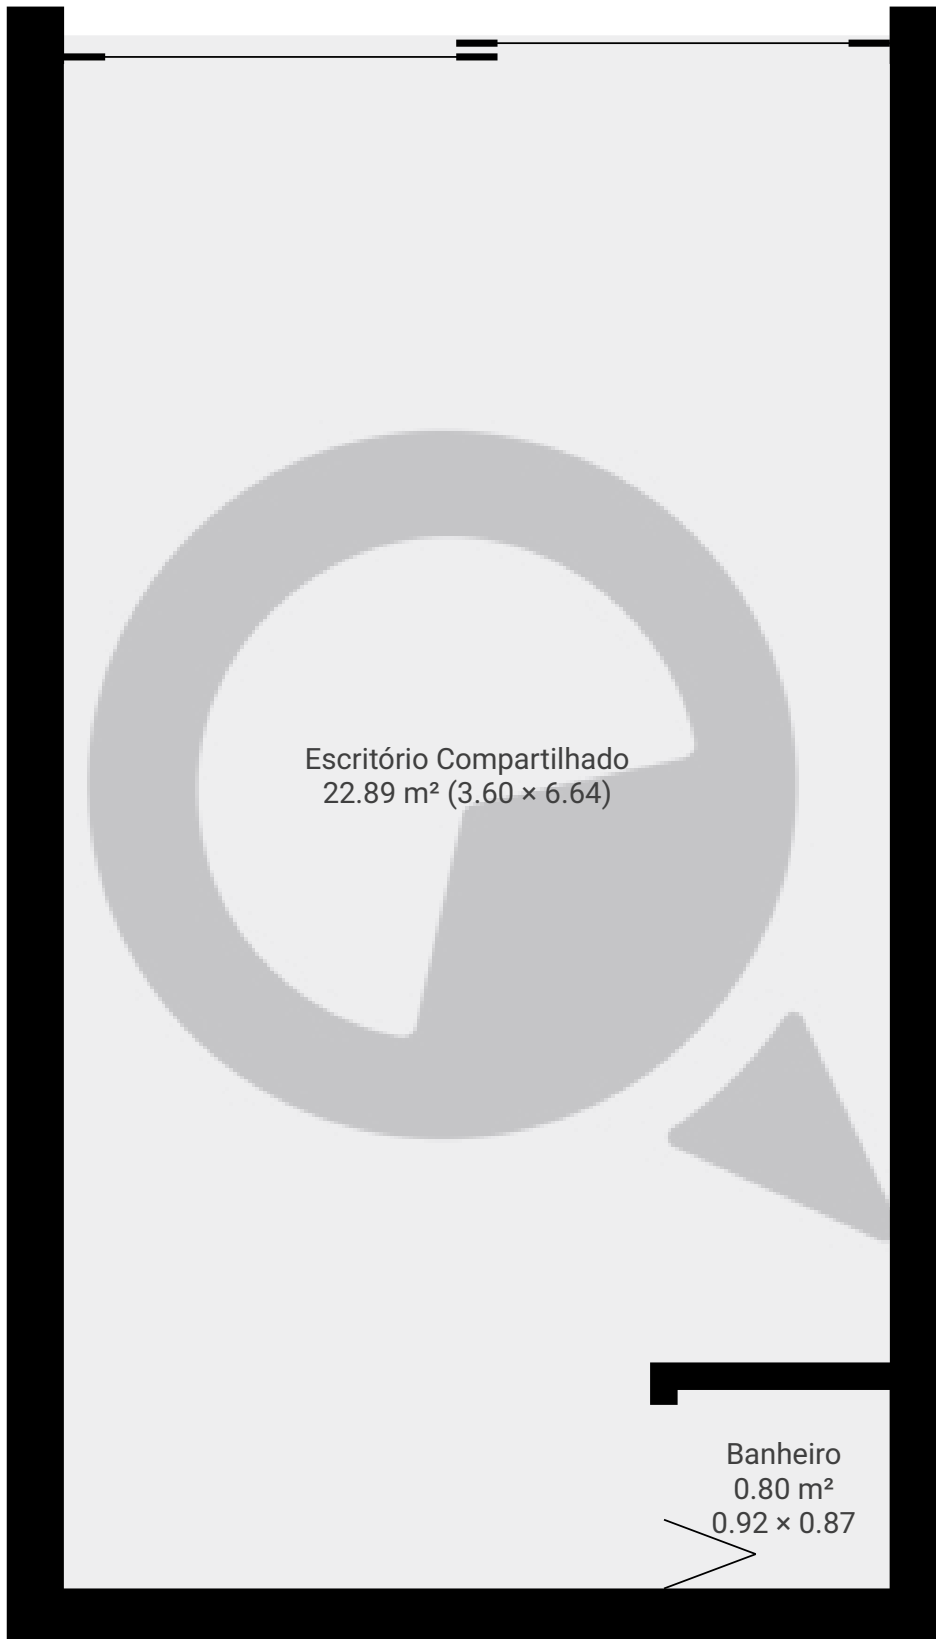 Escritório Compartilhado
22.89 m² (3.60 × 6.64)
Banheiro
0.80 m²
0.92 × 0.87